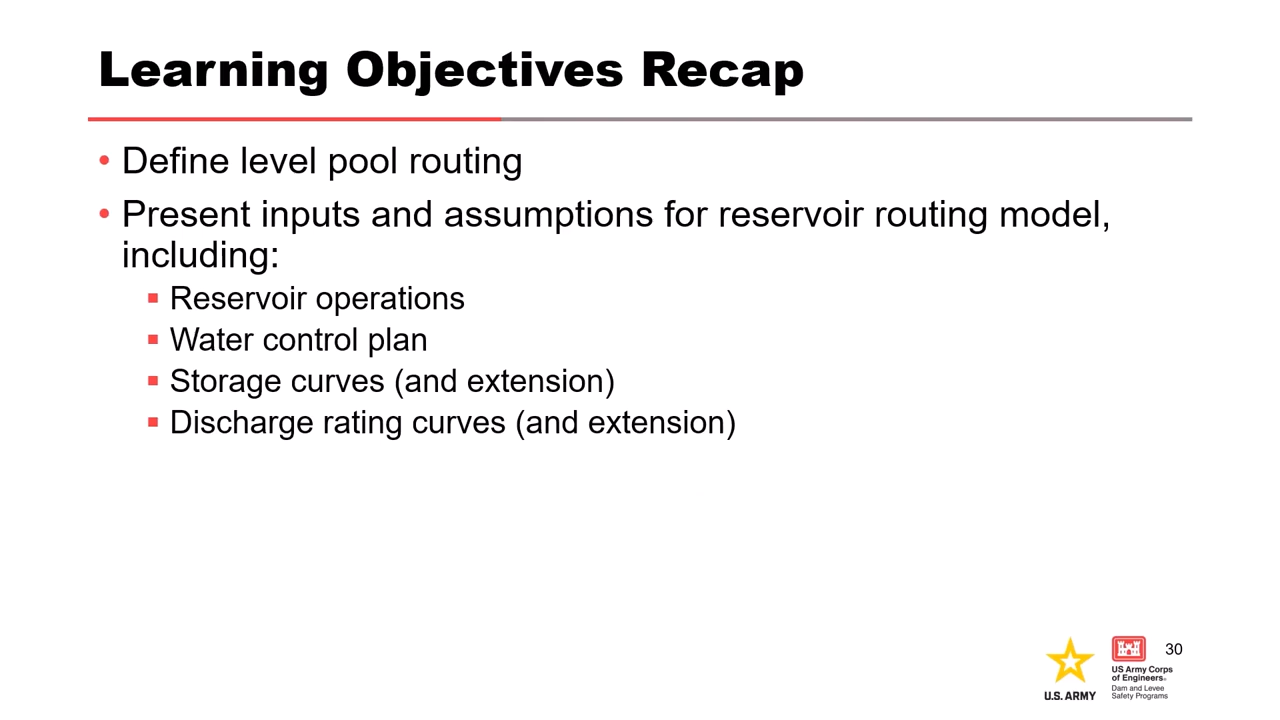 Learning Objectives Recap
• Define level pool routing
• Present inputs and assumptions for reservoir routing model,
including:
▪ Reservoir operations
▪ Water control plan
▪ Storage curves (and extension)
▪ Discharge rating curves (and extension)
30
U.S. ARMY
US Army Corps
of Engineers®
Dam and Levee
Safety Programs